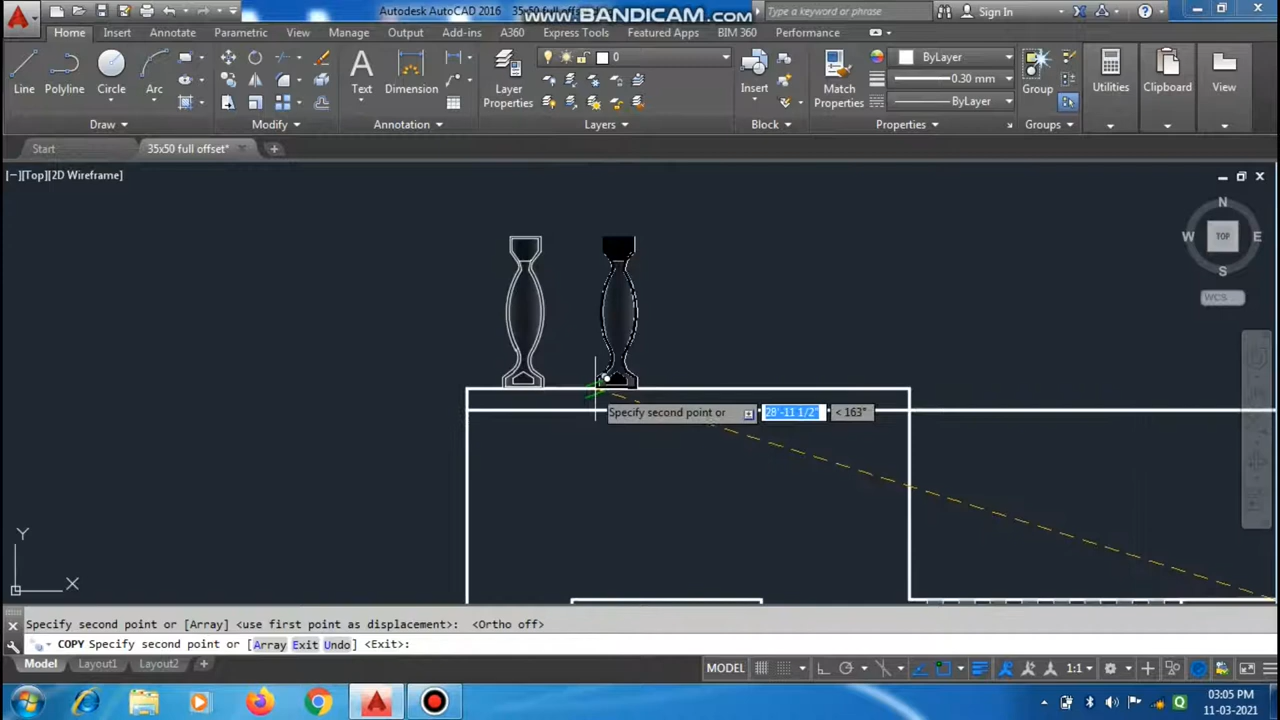 Autodesk AutoCAD 2016 35x50 full offset
www.BANDICAM.com
Type a keyword or phrase
Sign In
Home Insert Annotate Parametric View Manage Output Add-ins A360 Express Tools Featured Apps BIM 360 Performance
0
ByLayer
0.30 mm
ByLayer
Line Polyline Circle Arc Text Dimension Layer Properties Insert Match Properties Group Utilities Clipboard View
Draw Modify Annotation Layers Block Properties Groups
Start 35x50 full offset*
[−][Top][2D Wireframe]
N
W TOP E
S
WCS
Specify second point or 28'-11 1/2" < 163°
Y
X
Specify second point or [Array] <use first point as displacement>: <Ortho off>
COPY Specify second point or [Array Exit Undo] <Exit>:
Model Layout1 Layout2 +
MODEL 1:1
03:05 PM
11-03-2021